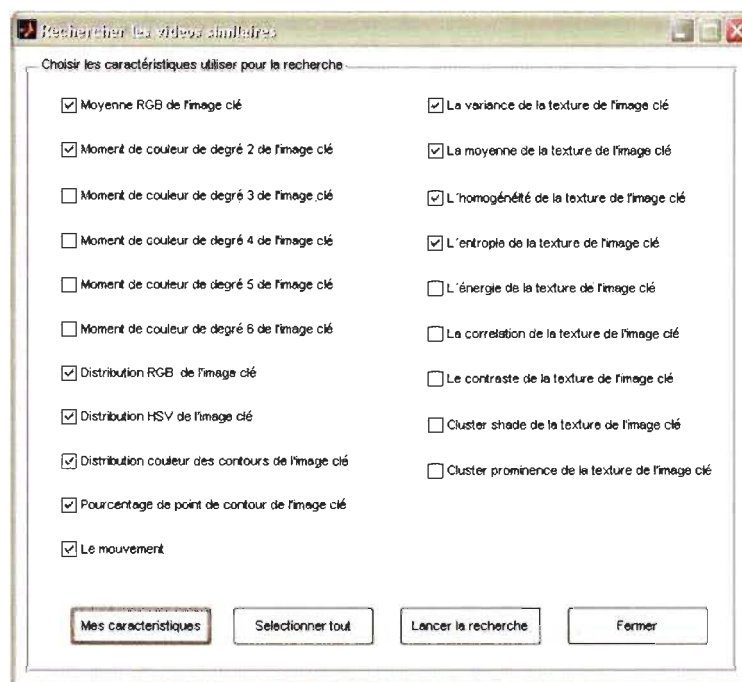 Rechercher les videos similaires
Choisir les caractéristiques utiliser pour la recherche
Moyenne RGB de l'image clé
Moment de couleur de degré 2 de l'image clé
Moment de couleur de degré 3 de l'image clé
Moment de couleur de degré 4 de l'image clé
Moment de couleur de degré 5 de l'image clé
Moment de couleur de degré 6 de l'image clé
Distribution RGB de l'image clé
Distribution HSV de l'image clé
Distribution couleur des contours de l'image clé
Pourcentage de point de contour de l'image clé
Le mouvement
La variance de la texture de l'image clé
La moyenne de la texture de l'image clé
L'homogénéité de la texture de l'image clé
L'entropie de la texture de l'image clé
L'énergie de la texture de l'image clé
La correlation de la texture de l'image clé
Le contraste de la texture de l'image clé
Cluster shade de la texture de l'image clé
Cluster prominence de la texture de l'image clé
Mes caracteristiques
Selectionner tout
Lancer la recherche
Fermer